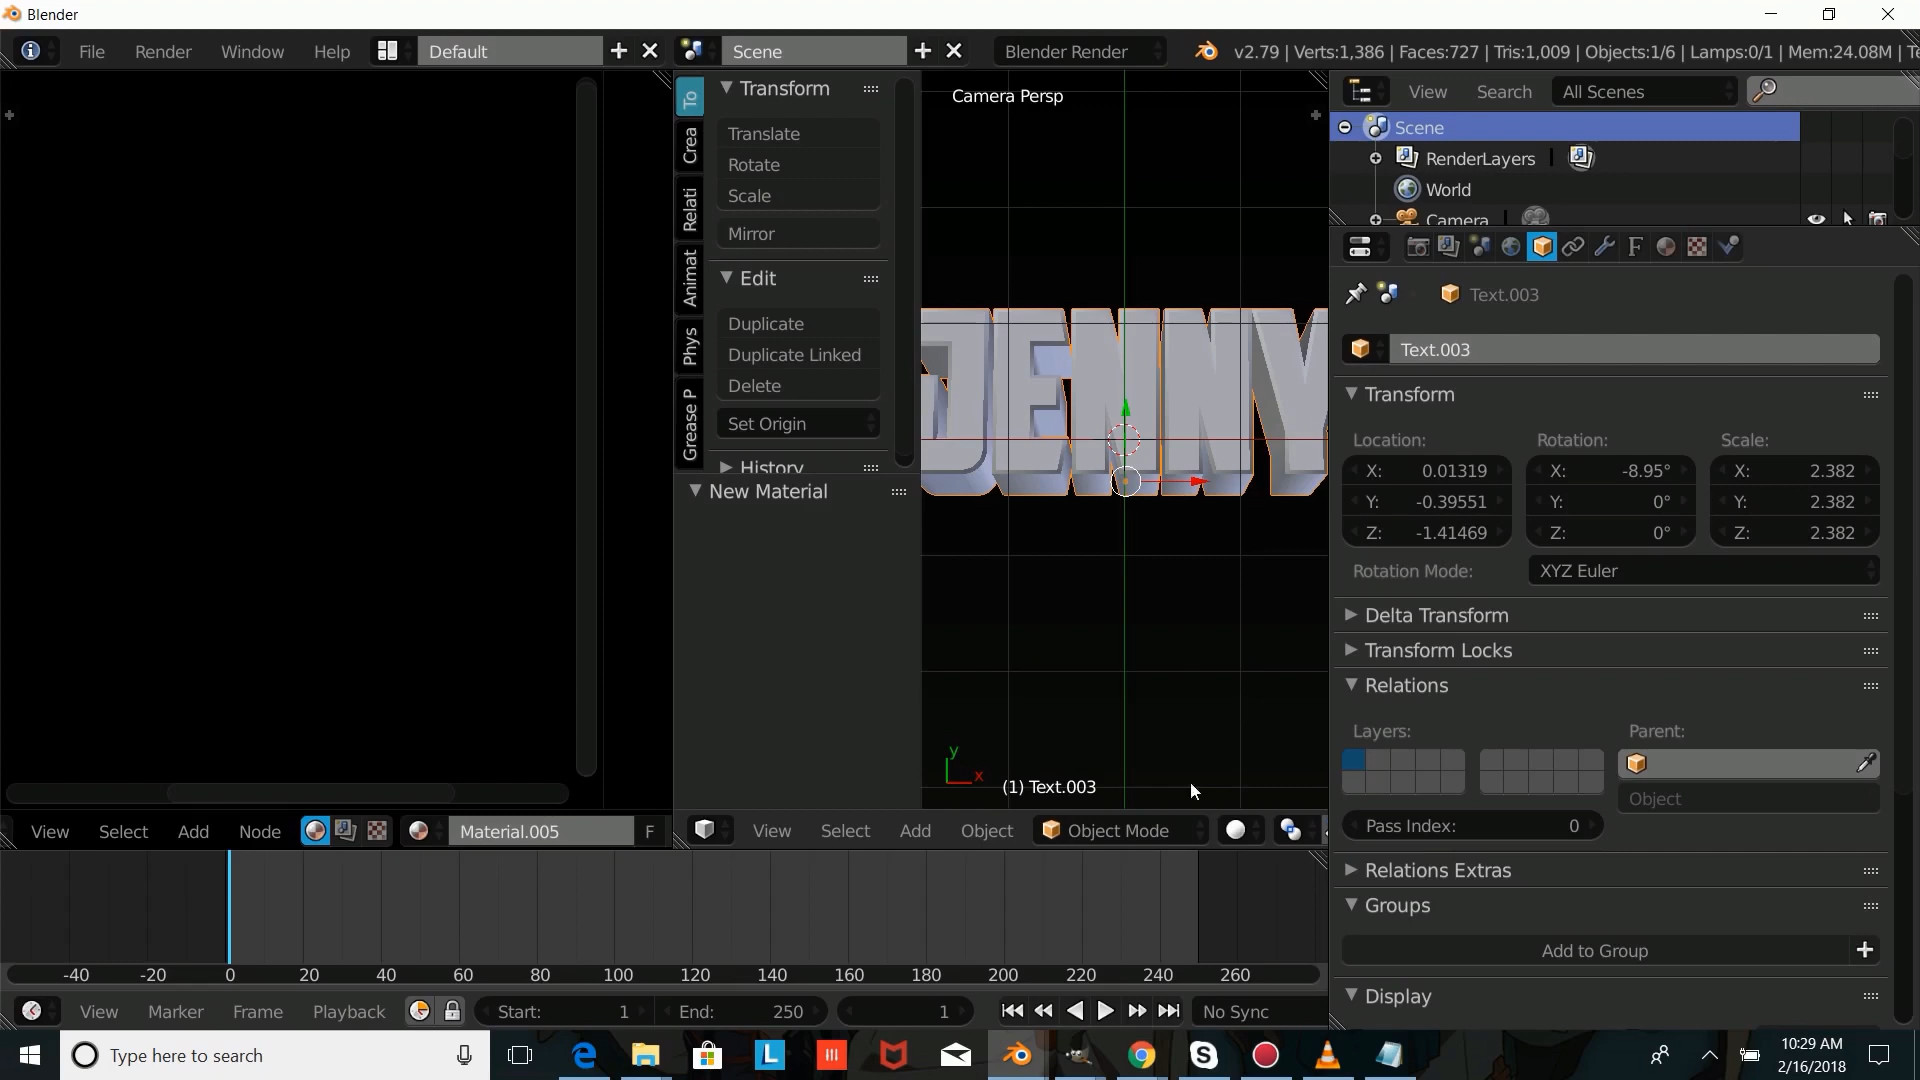 Blender
File Render Window Help Default Scene Blender Render v2.79 | Verts:1,386 | Faces:727 | Tris:1,009 | Objects:1/6 | Lamps:0/1 | Mem:24.08M | Te
To
Crea
Relati
Animat
Phys
Grease P
Transform
Translate
Rotate
Scale
Mirror
Edit
Duplicate
Duplicate Linked
Delete
Set Origin
History
New Material
Camera Persp
JENNY
y
x
(1) Text.003
View Search All Scenes
Scene
RenderLayers
World
Camera
F
Text.003
Text.003
Transform
Location: Rotation: Scale:
X: 0.01319 X: -8.95° X: 2.382
Y: -0.39551 Y: 0° Y: 2.382
Z: -1.41469 Z: 0° Z: 2.382
Rotation Mode: XYZ Euler
Delta Transform
Transform Locks
Relations
Layers: Parent:
Object
Pass Index: 0
Relations Extras
Groups
Add to Group
Display
View Select Add Node Material.005 F
View Select Add Object Object Mode
-40 -20 0 20 40 60 80 100 120 140 160 180 200 220 240 260
View Marker Frame Playback Start: 1 End: 250 1 No Sync
Type here to search
L
10:29 AM
2/16/2018